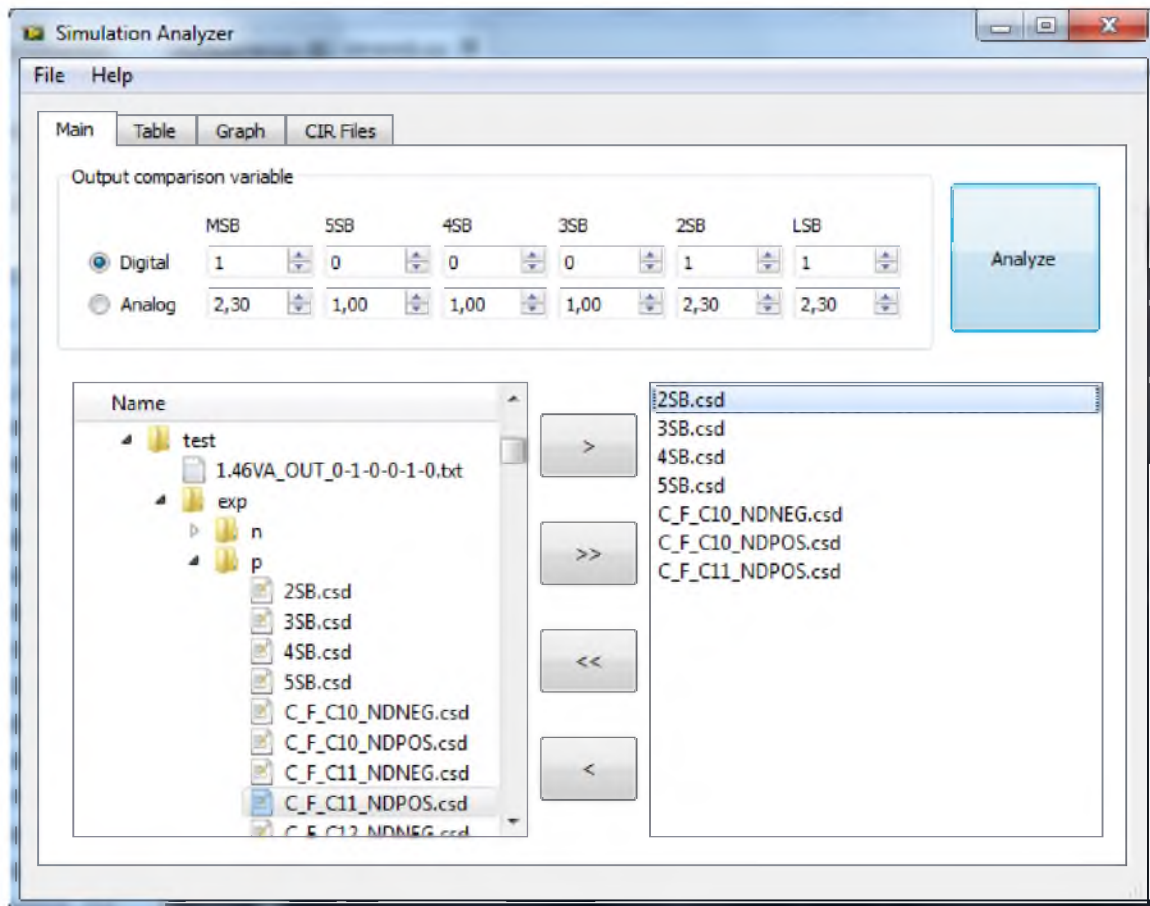 Simulation Analyzer
File Help
Main Table Graph CIR Files
Output comparison variable
MSB 5SB 4SB 3SB 2SB LSB
Digital 1 0 0 0 1 1
Analog 2,30 1,00 1,00 1,00 2,30 2,30
Analyze
Name
test
1.46VA_OUT_0-1-0-0-1-0.txt
exp
n
p
2SB.csd
3SB.csd
4SB.csd
5SB.csd
C_F_C10_NDNEG.csd
C_F_C10_NDPOS.csd
C_F_C11_NDNEG.csd
C_F_C11_NDPOS.csd
C_F_C12_NDNEG.csd
>
>>
<<
<
2SB.csd
3SB.csd
4SB.csd
5SB.csd
C_F_C10_NDNEG.csd
C_F_C10_NDPOS.csd
C_F_C11_NDPOS.csd